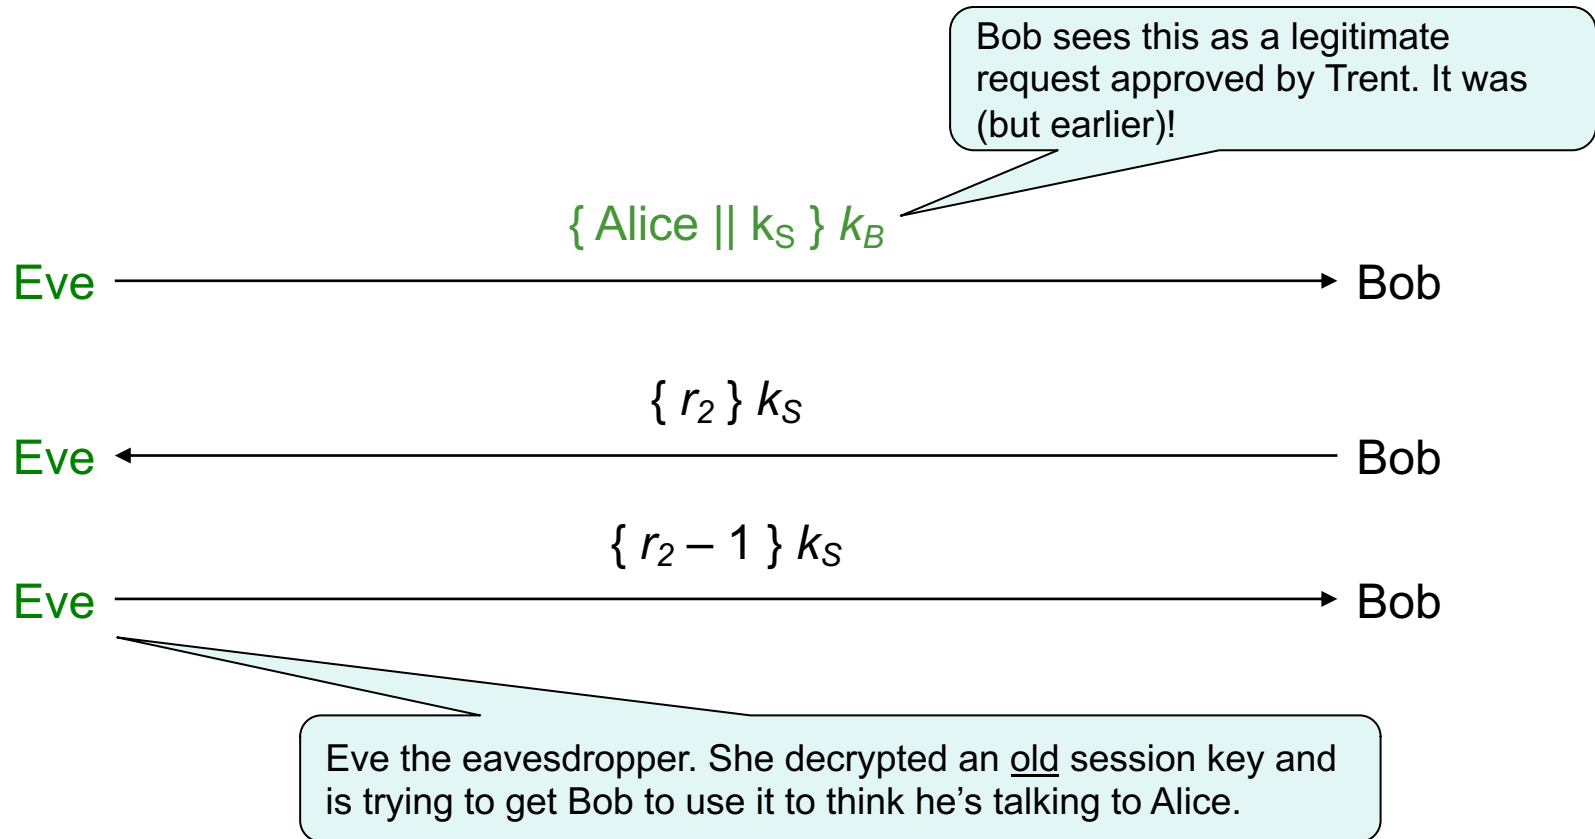 Bob sees this as a legitimate
request approved by Trent. It was
(but earlier)!
{ Alice || kS } kB
Eve Bob
{ r2 } kS
Eve Bob
{ r2 – 1 } kS
Eve Bob
Eve the eavesdropper. She decrypted an old session key and
is trying to get Bob to use it to think he’s talking to Alice.